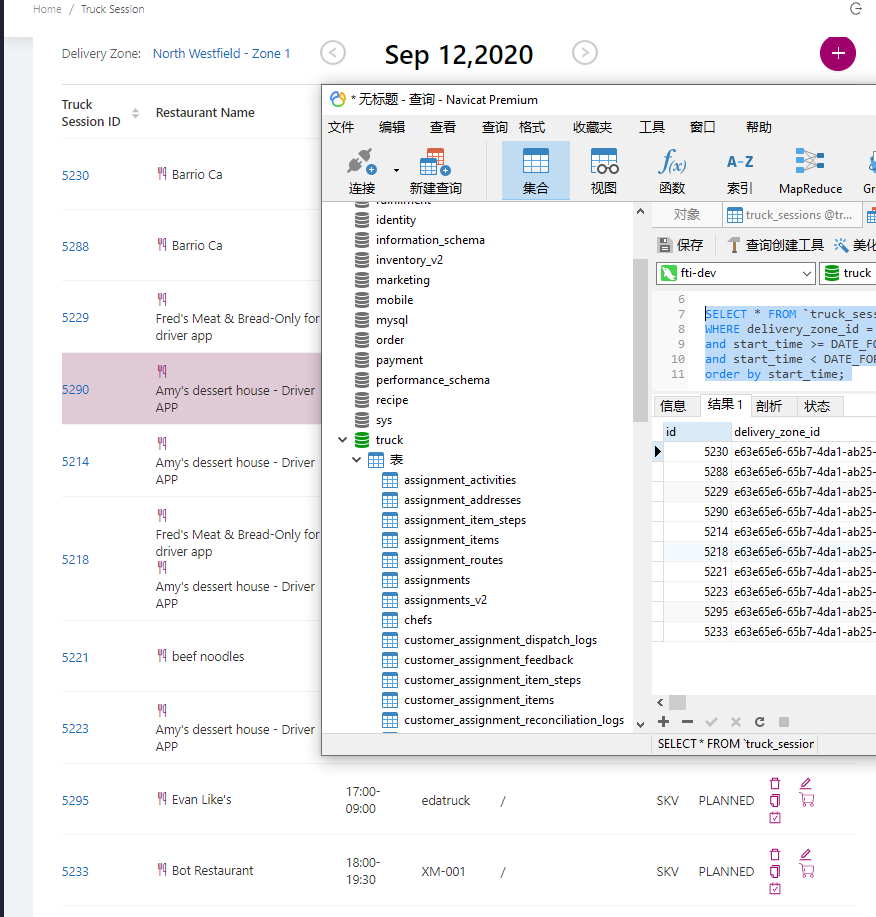 Home / Truck Session
Delivery Zone: North Westfield - Zone 1
Sep 12,2020
Truck Session ID
Restaurant Name
5230 Barrio Ca
5288 Barrio Ca
5229 Fred's Meat & Bread-Only for driver app
5290 Amy's dessert house - Driver APP
5214 Amy's dessert house - Driver APP
5218 Fred's Meat & Bread-Only for driver app
Amy's dessert house - Driver APP
5221 beef noodles
5223 Amy's dessert house - Driver APP
5295 Evan Like's 17:00-09:00 edatruck / SKV PLANNED
5233 Bot Restaurant 18:00-19:30 XM-001 / SKV PLANNED
* 无标题 - 查询 - Navicat Premium
文件 编辑 查看 查询 格式 收藏夹 工具 窗口 帮助
连接 新建查询 集合 视图 函数 索引 MapReduce
f(x)
A-Z
identity
information_schema
inventory_v2
marketing
mobile
mysql
order
payment
performance_schema
recipe
sys
truck
表
assignment_activities
assignment_addresses
assignment_item_steps
assignment_items
assignment_routes
assignments
assignments_v2
chefs
customer_assignment_dispatch_logs
customer_assignment_feedback
customer_assignment_item_steps
customer_assignment_items
customer_assignment_reconciliation_logs
对象 truck_sessions @tr...
保存 查询创建工具 美化
fti-dev truck
6
7 SELECT * FROM `truck_sess
8 WHERE delivery_zone_id =
9 and start_time >= DATE_FO
10 and start_time < DATE_FOR
11 order by start_time;
信息 结果 1 剖析 状态
id delivery_zone_id
5230 e63e65e6-65b7-4da1-ab25-
5288 e63e65e6-65b7-4da1-ab25-
5229 e63e65e6-65b7-4da1-ab25-
5290 e63e65e6-65b7-4da1-ab25-
5214 e63e65e6-65b7-4da1-ab25-
5218 e63e65e6-65b7-4da1-ab25-
5221 e63e65e6-65b7-4da1-ab25-
5223 e63e65e6-65b7-4da1-ab25-
5295 e63e65e6-65b7-4da1-ab25-
5233 e63e65e6-65b7-4da1-ab25-
SELECT * FROM `truck_session